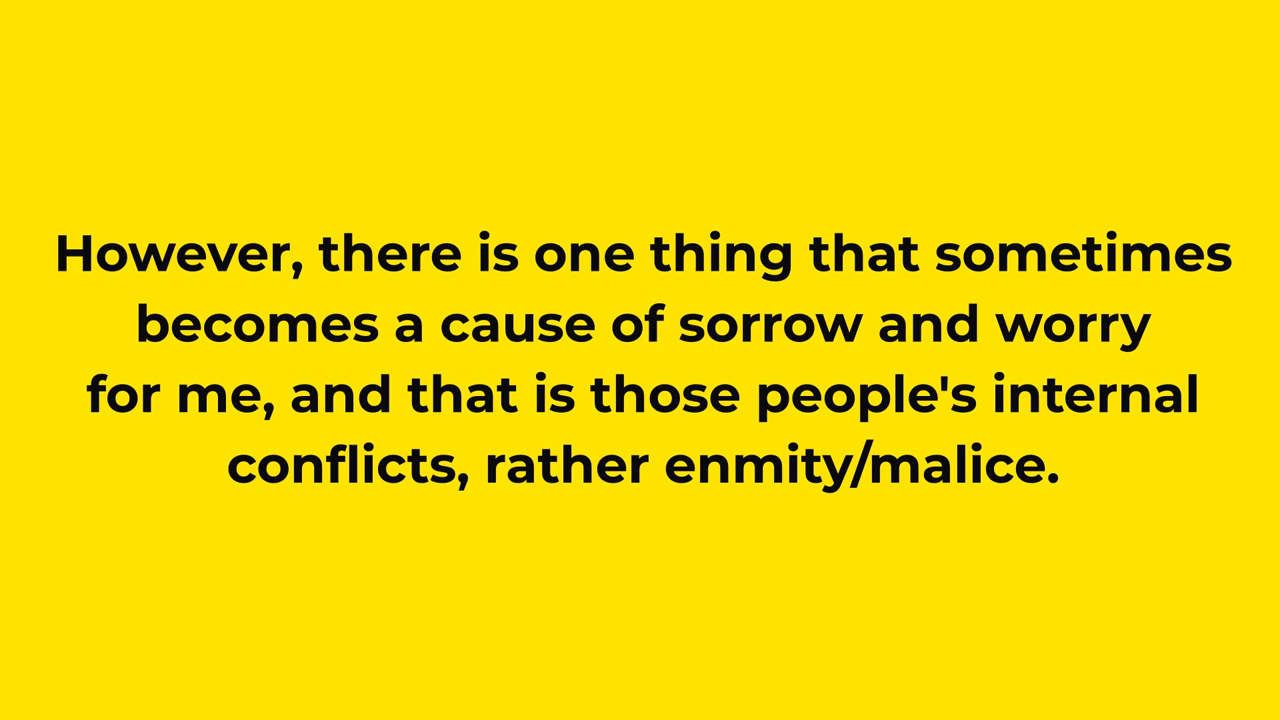 However, there is one thing that sometimes
becomes a cause of sorrow and worry
for me, and that is those people's internal
conflicts, rather enmity/malice.